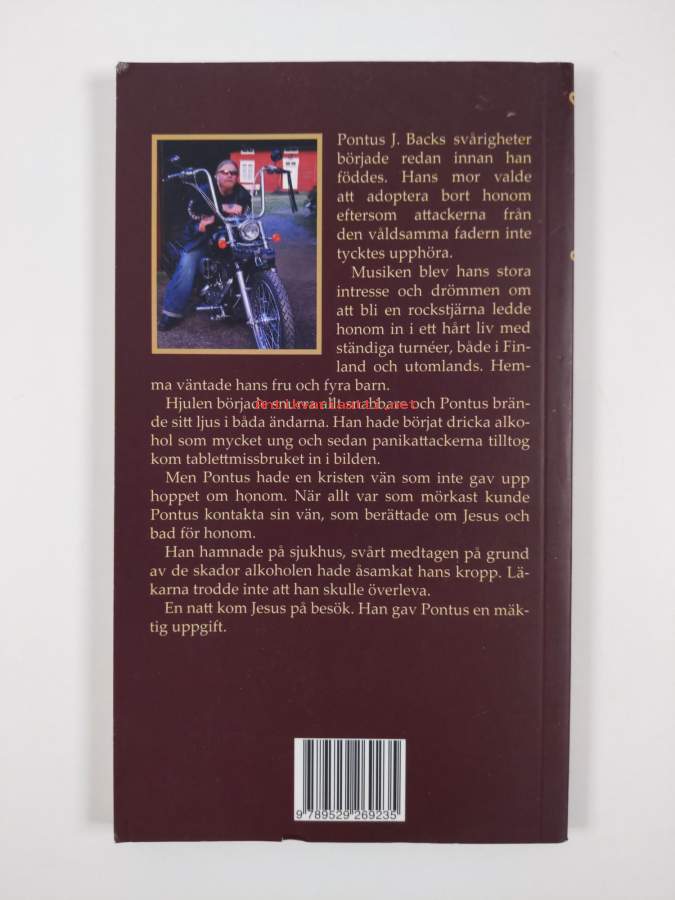 Pontus J. Backs svårigheter
började redan innan han
föddes. Hans mor valde
att adoptera bort honom
eftersom attackerna från
den våldsamma fadern inte
tycktes upphöra.
Musiken blev hans stora
intresse och drömmen om
att bli en rockstjärna ledde
honom in i ett hårt liv med
ständiga turnéer, både i Fin-
land och utomlands. Hem-
ma väntade hans fru och fyra barn.
Hjulen började snurra allt snabbare och Pontus brän-
de sitt ljus i båda ändarna. Han hade börjat dricka alko-
hol som mycket ung och sedan panikattackerna tilltog
kom tablettmissbruket in i bilden.
Men Pontus hade en kristen vän som inte gav upp
hoppet om honom. När allt var som mörkast kunde
Pontus kontakta sin vän, som berättade om Jesus och
bad för honom.
Han hamnade på sjukhus, svårt medtagen på grund
av de skador alkoholen hade åsamkat hans kropp. Lä-
karna trodde inte att han skulle överleva.
En natt kom Jesus på besök. Han gav Pontus en mäk-
tig uppgift.
9 789529 269235